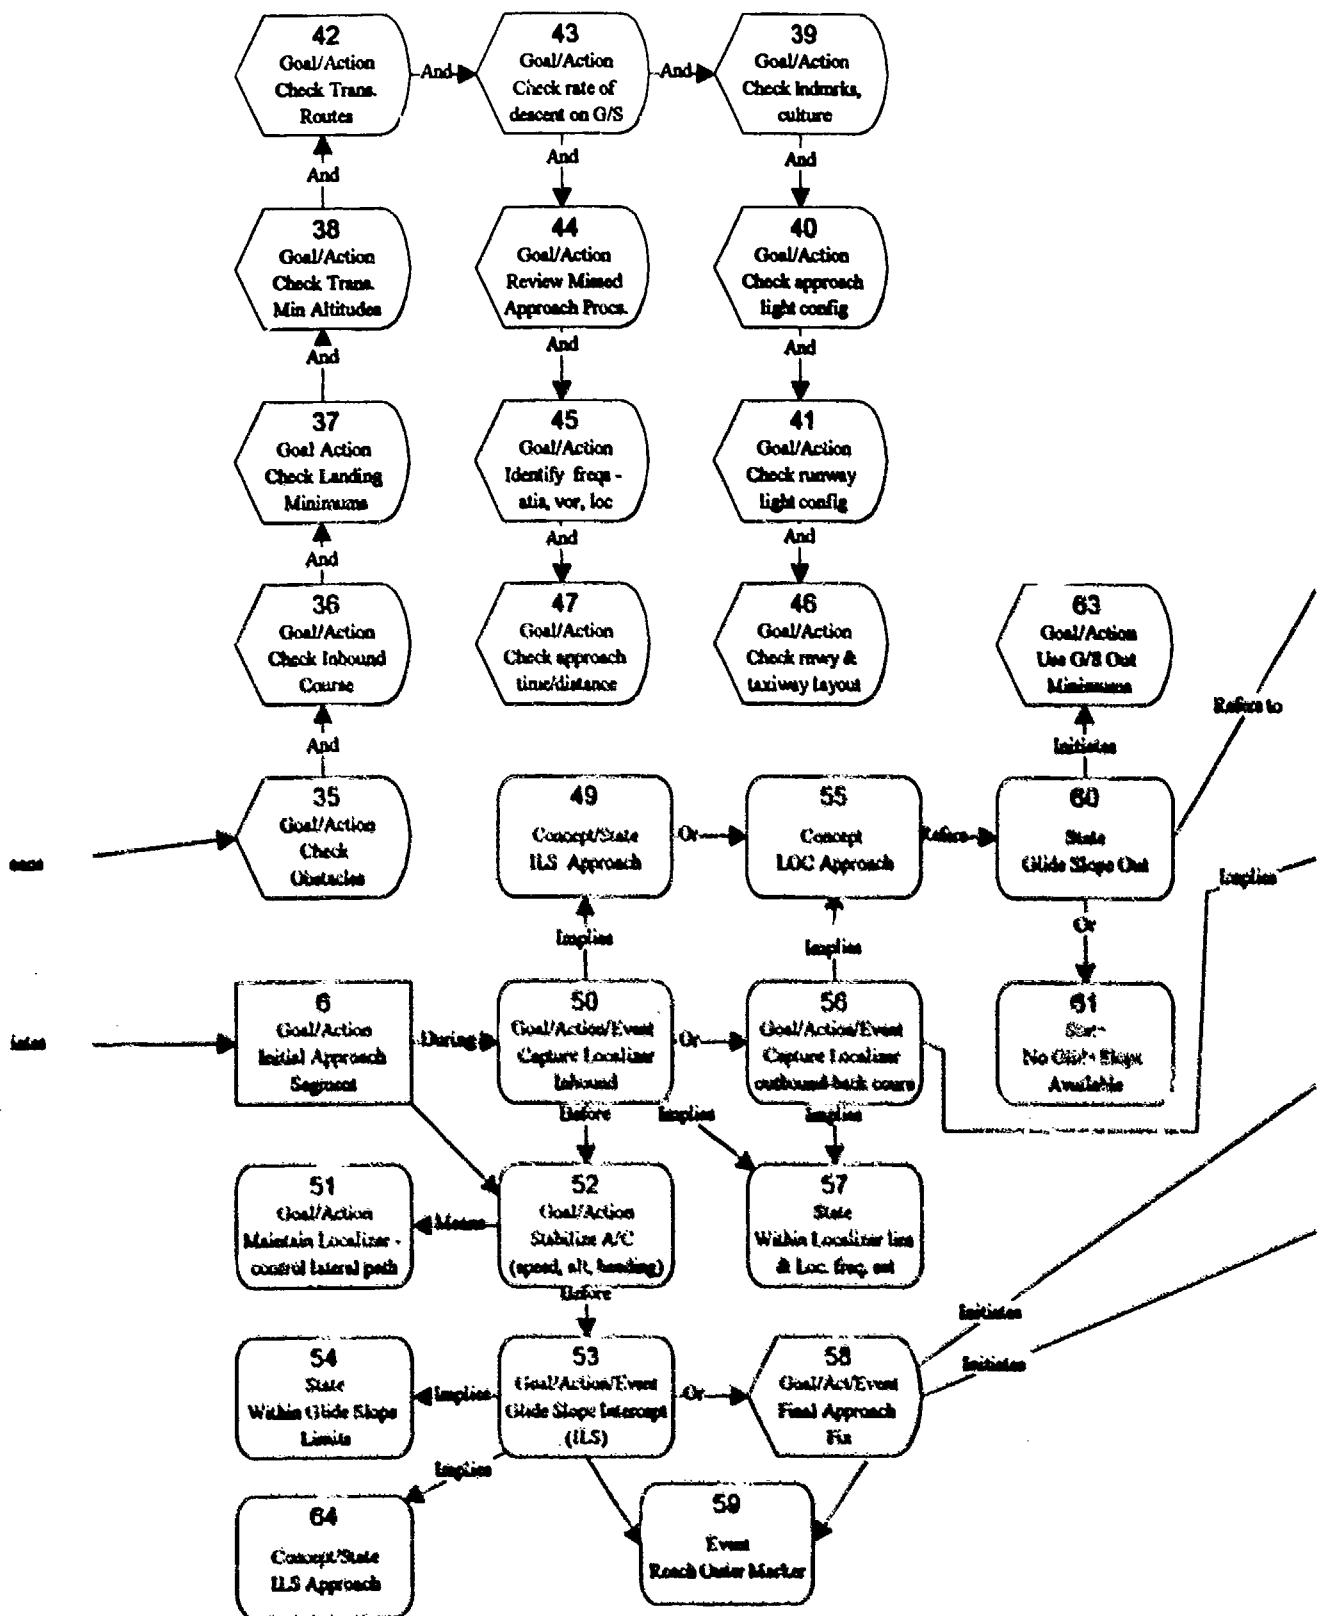 42
Goal/Action
Check Trans.
Routes
And
43
Goal/Action
Check rate of
descent on G/S
And
39
Goal/Action
Check lndmrks,
culture
And
And
And
38
Goal/Action
Check Trans.
Min Altitudes
44
Goal/Action
Review Missed
Approach Procs.
40
Goal/Action
Check approach
light config
And
And
And
37
Goal Action
Check Landing
Minimums
45
Goal/Action
Identify freqs -
atis, vor, loc
41
Goal/Action
Check runway
light config
And
And
And
36
Goal/Action
Check Inbound
Course
47
Goal/Action
Check approach
time/distance
46
Goal/Action
Check rnwy &
taxiway layout
63
Goal/Action
Use G/S Out
Minimums
Refers to
And
Initiates
35
Goal/Action
Check
Obstacles
49
Concept/State
ILS Approach
Or
55
Concept
LOC Approach
Refers
60
State
Glide Slope Out
Implies
Implies
Implies
Or
6
Goal/Action
Initial Approach
Segment
During
50
Goal/Action/Event
Capture Localizer
Inbound
Or
56
Goal/Action/Event
Capture Localizer
outbound-back cours
61
State
No Glide Slope
Available
Before
Implies
Implies
51
Goal/Action
Maintain Localizer -
control lateral path
Means
52
Goal/Action
Stabilize A/C
(speed, alt, heading)
57
State
Within Localizer lim
& Loc. freq. set
Before
Initiates
54
State
Within Glide Slope
Limits
Implies
53
Goal/Action/Event
Glide Slope Intercept
(ILS)
Or
58
Goal/Act/Event
Final Approach
Fix
Initiates
Implies
64
Concept/State
ILS Approach
59
Event
Reach Outer Marker